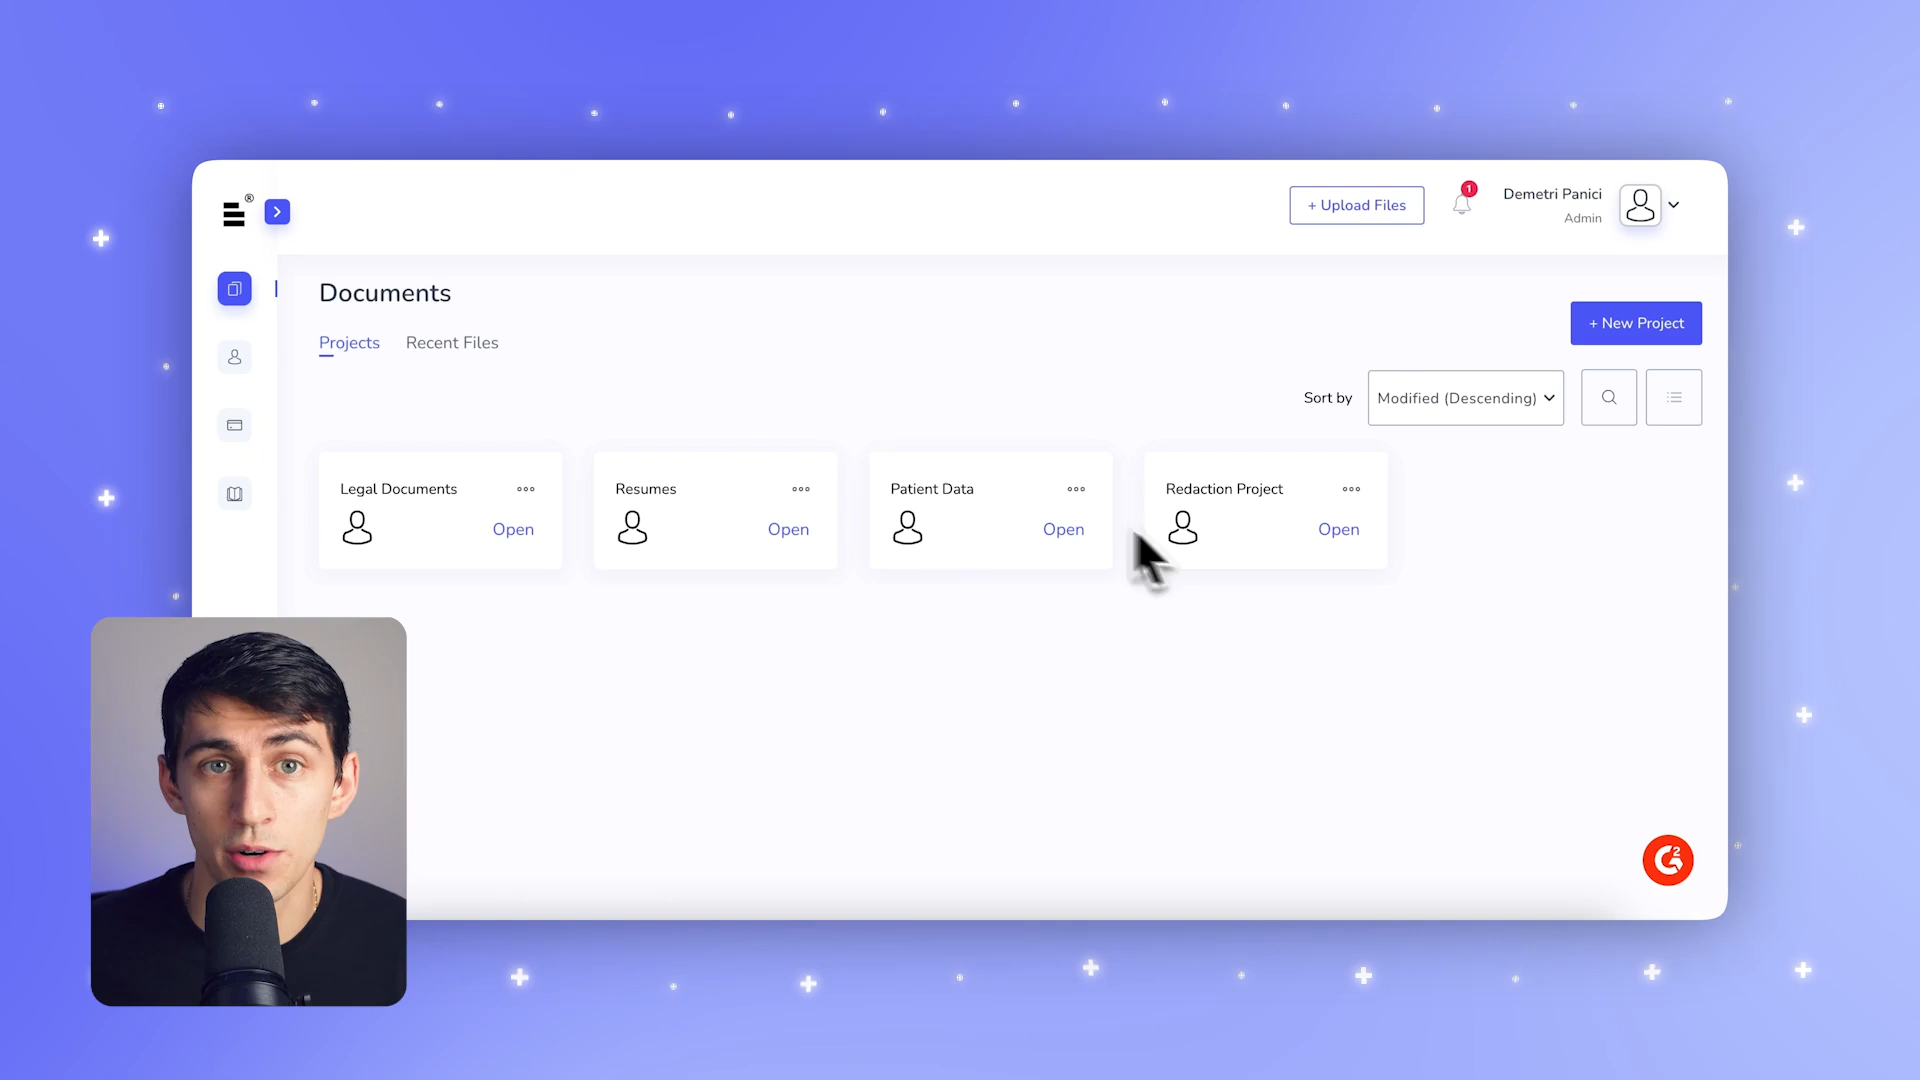 ®
+ Upload Files
1
Demetri Panici
Admin
Documents
Projects Recent Files
+ New Project
Sort by Modified (Descending)
Legal Documents
Open
Resumes
Open
Patient Data
Open
Redaction Project
Open
G2